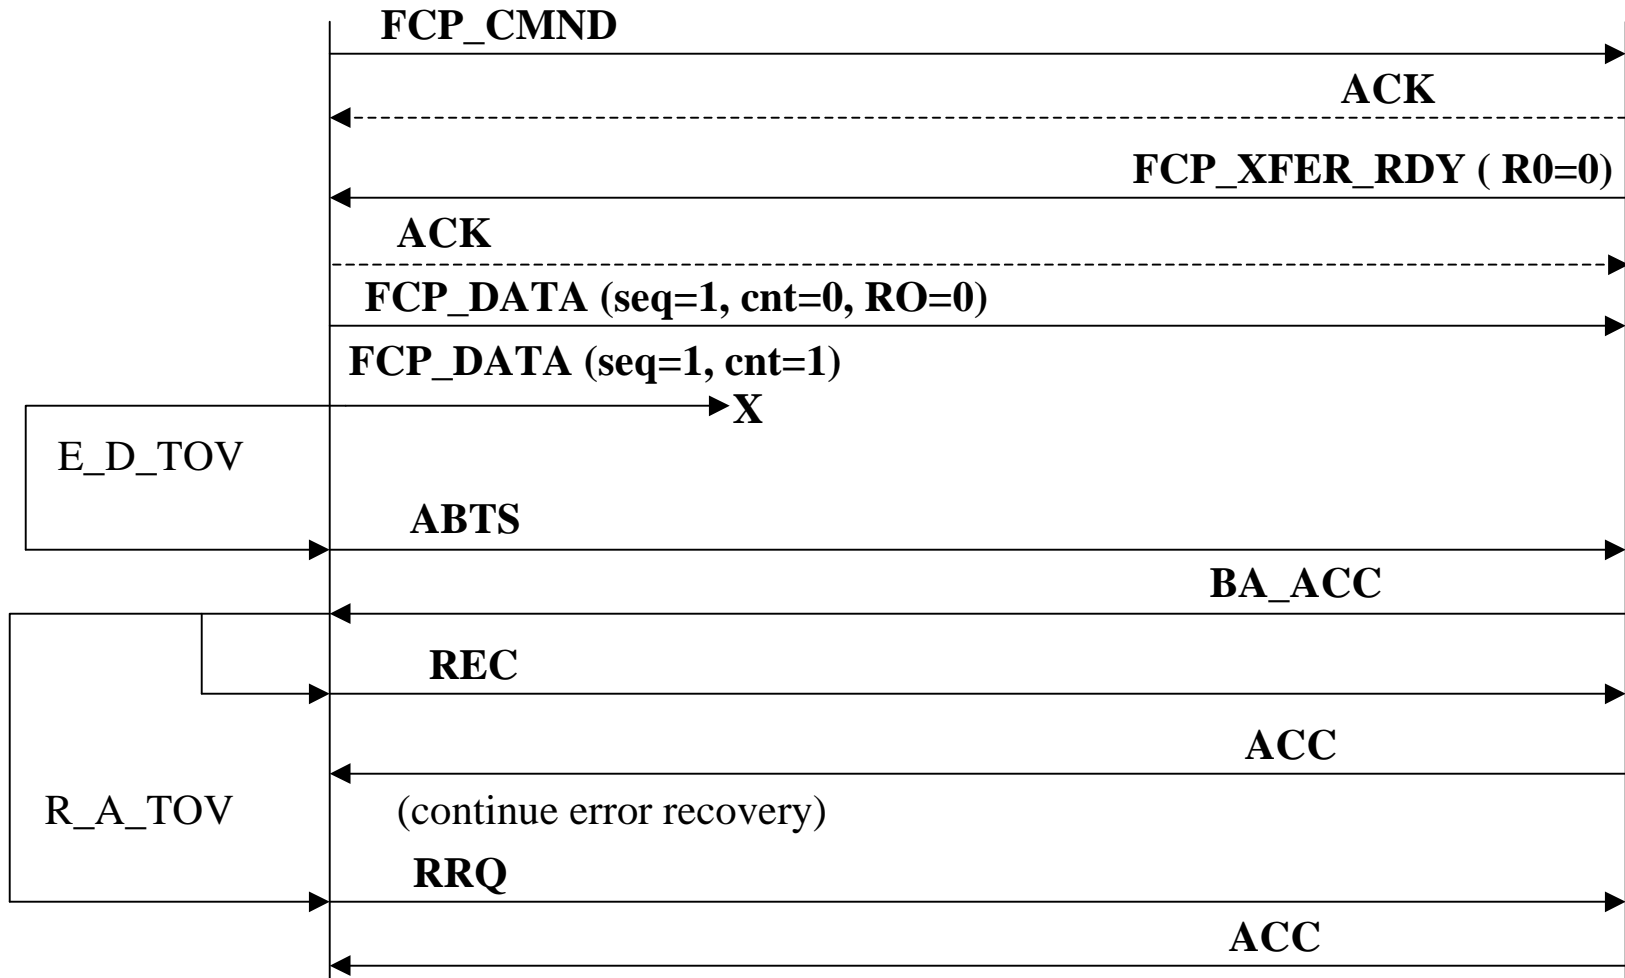 FCP_CMND
ACK
FCP_XFER_RDY ( R0=0)
ACK
FCP_DATA (seq=1, cnt=0, RO=0)
FCP_DATA (seq=1, cnt=1)
X
E_D_TOV
ABTS
BA_ACC
REC
ACC
R_A_TOV
(continue error recovery)
RRQ
ACC